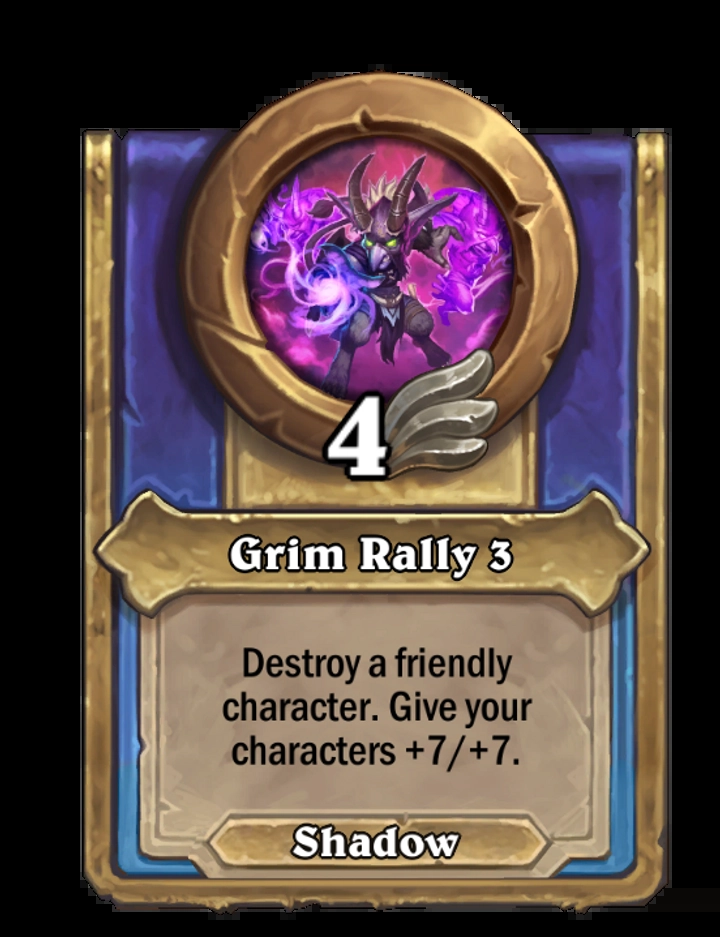 4
Grim Rally 3
Destroy a friendly
character. Give your
characters +7/+7.
Shadow